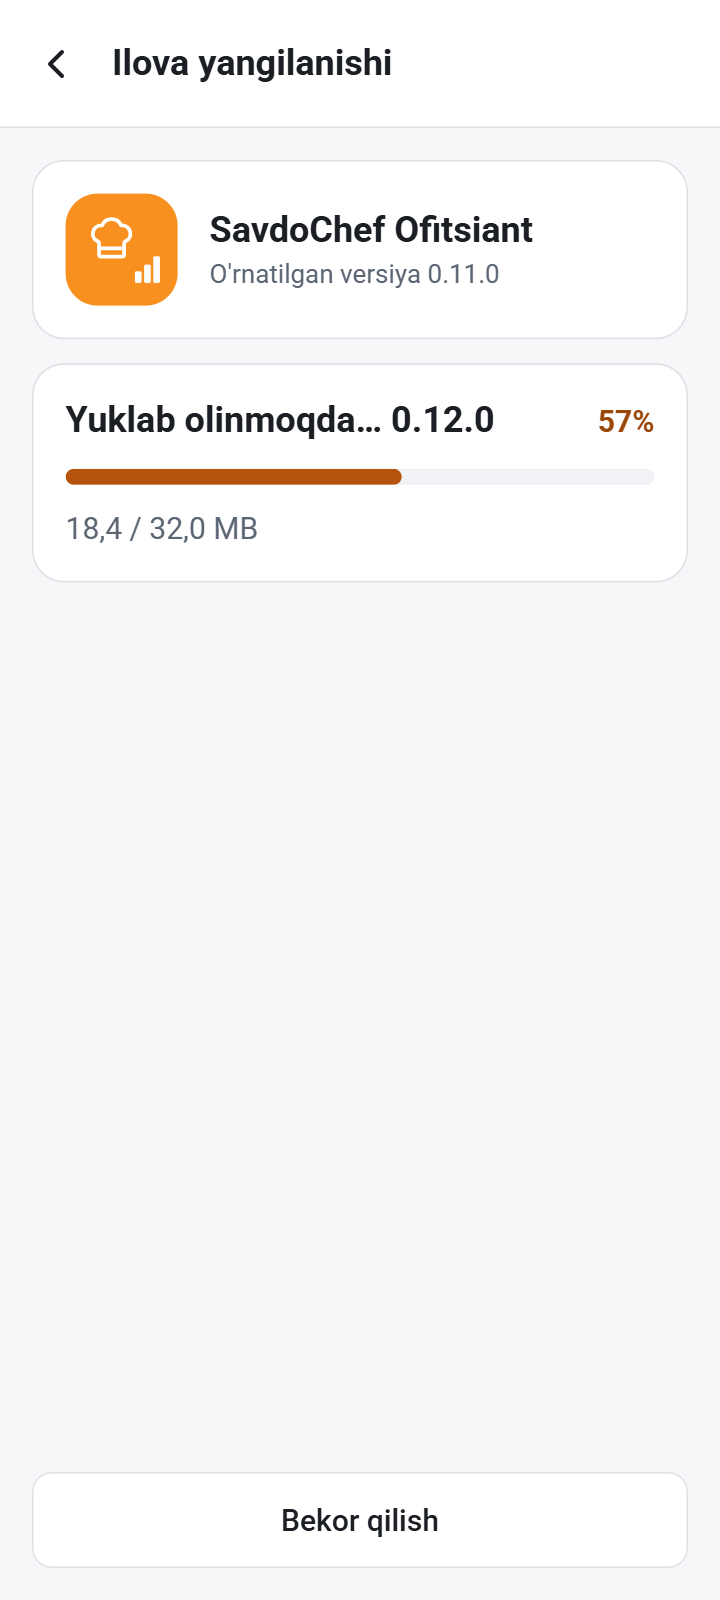 Ilova yangilanishi
SavdoChef Ofitsiant
O'rnatilgan versiya 0.11.0
Yuklab olinmoqda... 0.12.0
57%
18,4 / 32,0 MB
Bekor qilish